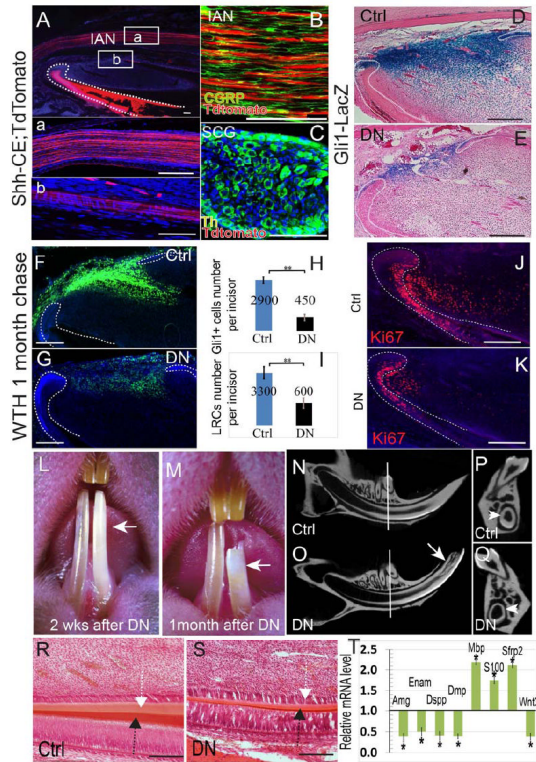 Shh-CE;TdTomato
A
IAN
a
b
a
b
B
IAN
CGRP
Tdtomato
C
SCG
Th
Tdtomato
Gli1-LacZ
Ctrl
D
DN
E
WTH 1 month chase
F
Ctrl
G
DN
H
Gli1+ cells number
per incisor
**
2900
450
Ctrl
DN
I
LRCs number
per incisor
**
3300
600
Ctrl
DN
Ctrl
J
Ki67
DN
K
Ki67
L
2 wks after DN
M
1month after DN
N
Ctrl
O
DN
P
Ctrl
Q
DN
R
Ctrl
S
DN
T
Relative mRNA level
2.5
2.0
1.5
1.0
0.5
0
Amg
Enam
Dspp
Dmp
Mbp
S100
Sfrp2
* * * * * * * *